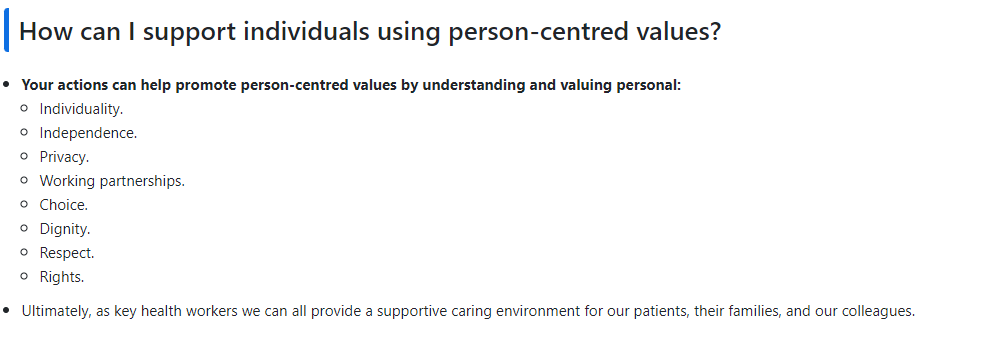 How can I support individuals using person-centred values?
Your actions can help promote person-centred values by understanding and valuing personal:
Individuality.
Independence.
Privacy.
Working partnerships.
Choice.
Dignity.
Respect.
Rights.
Ultimately, as key health workers we can all provide a supportive caring environment for our patients, their families, and our colleagues.